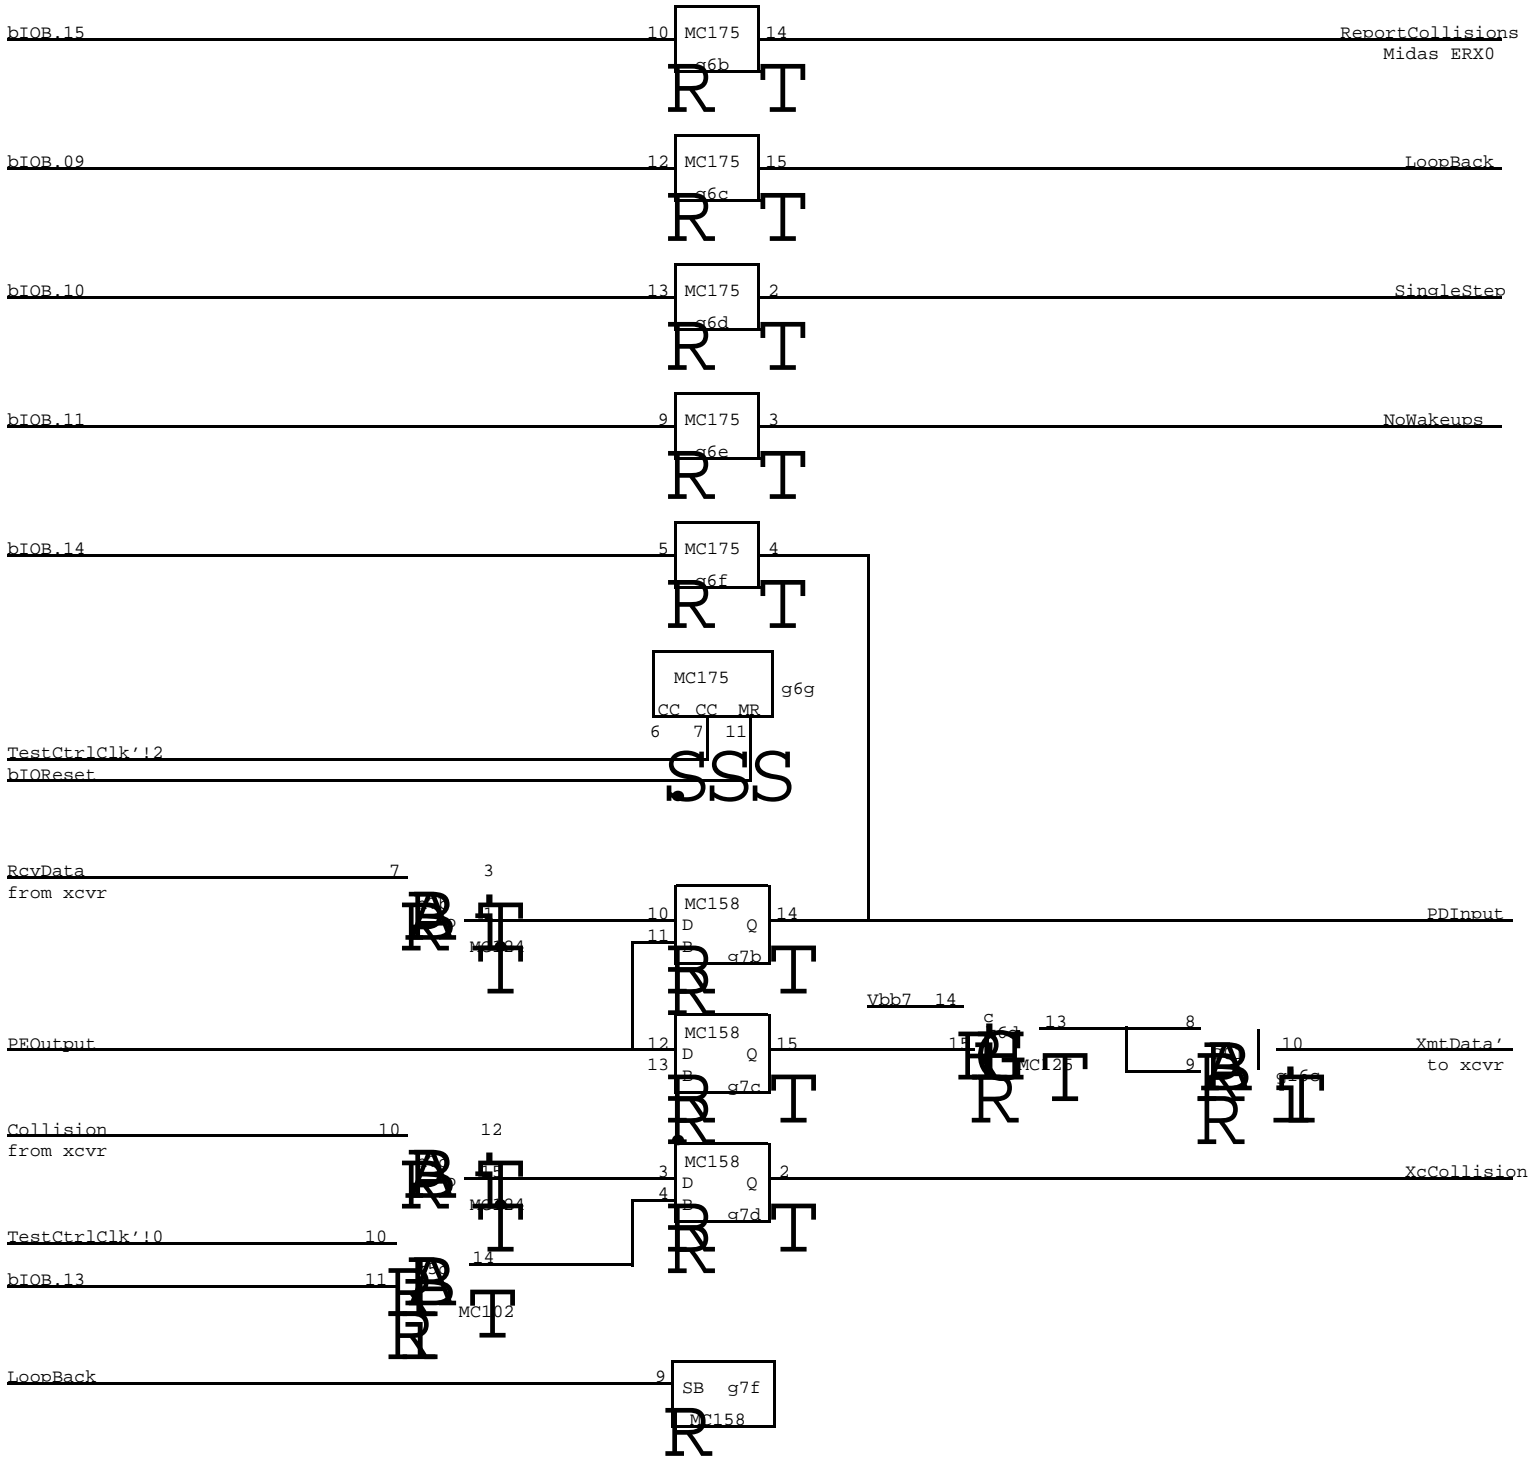 bIOB.15 10 MC175 14 ReportCollisions
g6b Midas ERX0
R T
bIOB.09 12 MC175 15 LoopBack
g6c
R T
bIOB.10 13 MC175 2 SingleStep
g6d
R T
bIOB.11 9 MC175 3 NoWakeups
g6e
R T
bIOB.14 5 MC175 4
g6f
R T
MC175 g6g
CC CC MR
6 7 11
TestCtrlClk'!2
bIOReset
.SSS
RcvData 7 3
from xcvr
10 MC158 14 PDInput
D Q
11 B g7b
R T
R
T
Vbb7 14
c
13 8
PEOutput 12 MC158 15 15 10 XmtData'
D Q MC125 9 to xcvr
13 B g7c
R T R T R
R
Collision 10 12
from xcvr
15 3 MC158 2 XcCollision
D Q
4 B g7d
R T
R
T
TestCtrlClk'!0 10
14
bIOB.13 11
MC102 T
R
LoopBack 9 SB g7f
MC158
R